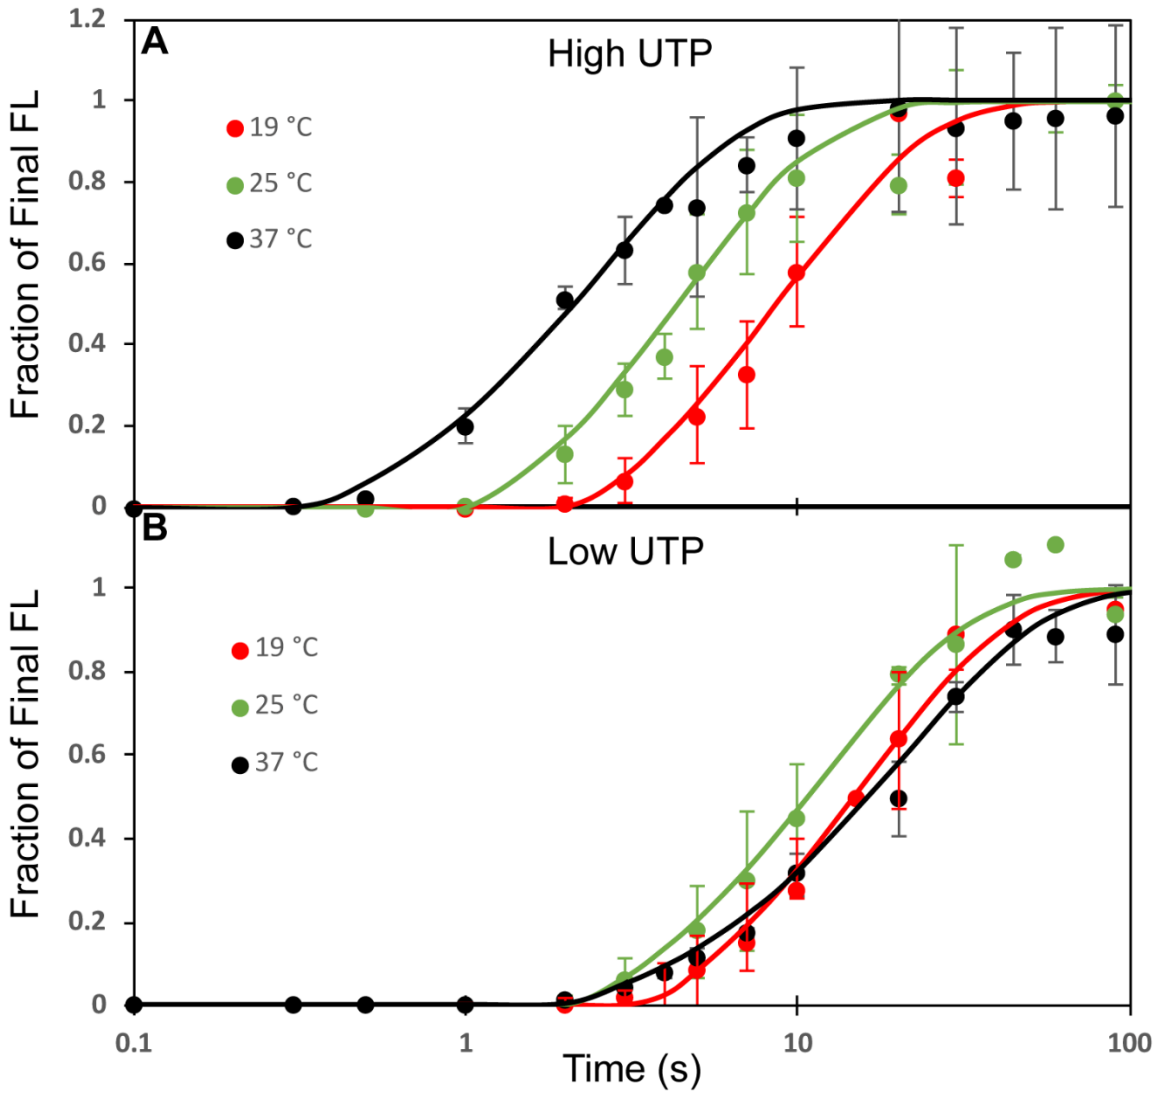 A
High UTP
1.2
1
0.8
0.6
0.4
0.2
0
Fraction of Final FL
19 °C
25 °C
37 °C
B
Low UTP
1
0.8
0.6
0.4
0.2
0
Fraction of Final FL
19 °C
25 °C
37 °C
0.1 1 10 100
Time (s)